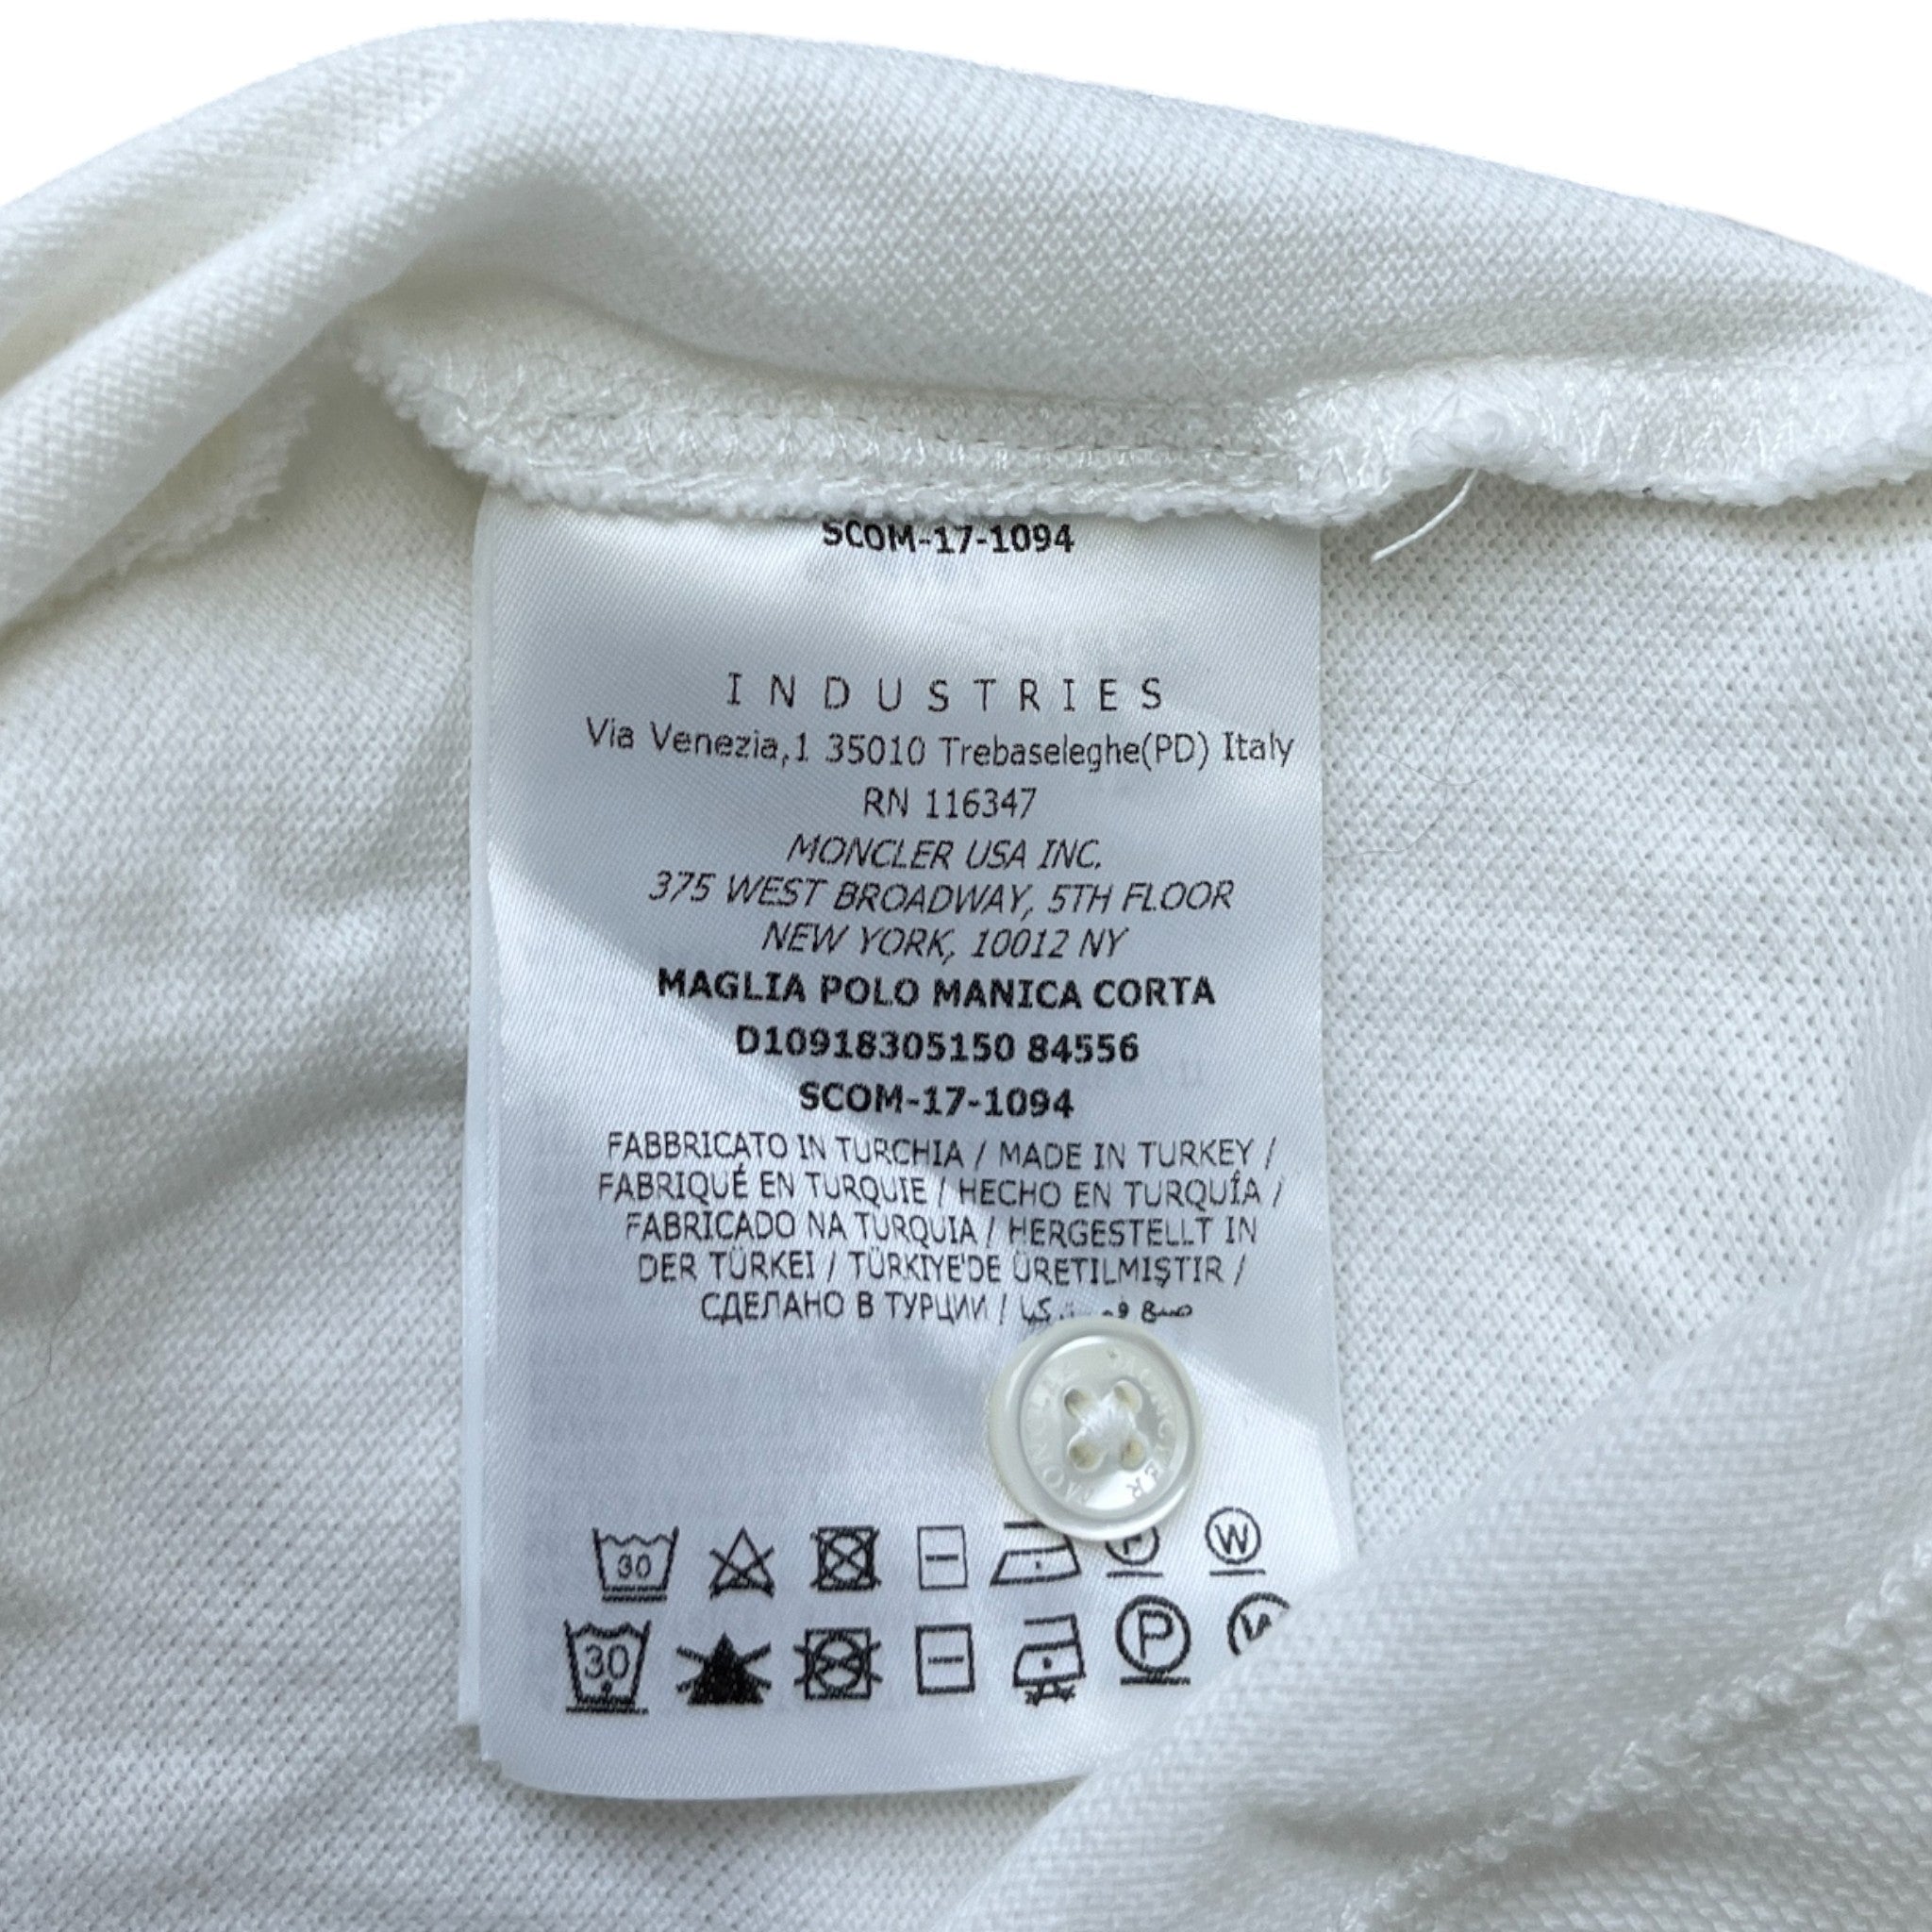 SCOM-17-1094
INDUSTRIES
Via Venezia,1 35010 Trebaseleghe(PD) Italy
RN 116347
MONCLER USA INC.
375 WEST BROADWAY, 5TH FLOOR
NEW YORK, 10012 NY
MAGLIA POLO MANICA CORTA
D10918305150 84556
SCOM-17-1094
FABBRICATO IN TURCHIA / MADE IN TURKEY /
FABRIQUÉ EN TURQUIE / HECHO EN TURQUÎA /
FABRICADO NA TURQUIA / HERGESTELLT IN
DER TÜRKEI / TÜRKIYE'DE ÜRETILMIŞTIR /
СДЕЛАНО В ТУРЦИИ / صنع
MONCLER
30 W
30 P